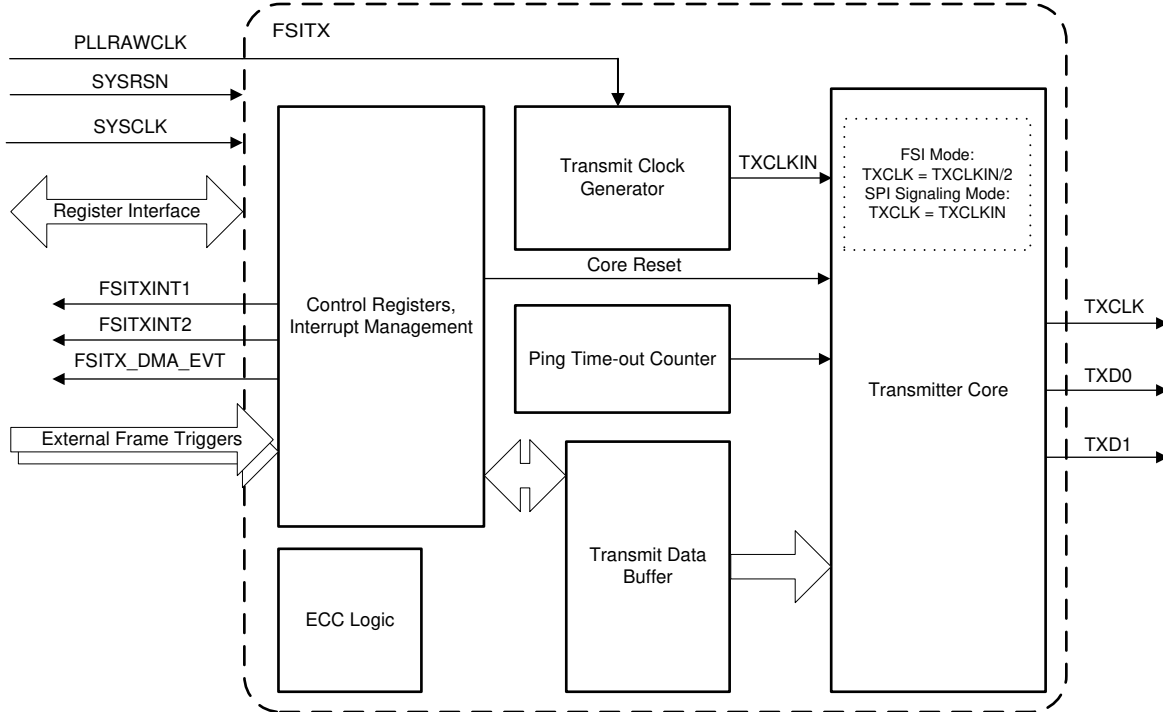 FSITX
PLLRAWCLK
SYSRSN
SYSCLK
Register Interface
FSITXINT1
FSITXINT2
FSITX_DMA_EVT
External Frame Triggers
Control Registers,
Interrupt Management
ECC Logic
Transmit Clock
Generator
TXCLKIN
Core Reset
Ping Time-out Counter
Transmit Data
Buffer
FSI Mode:
TXCLK = TXCLKIN/2
SPI Signaling Mode:
TXCLK = TXCLKIN
Transmitter Core
TXCLK
TXD0
TXD1